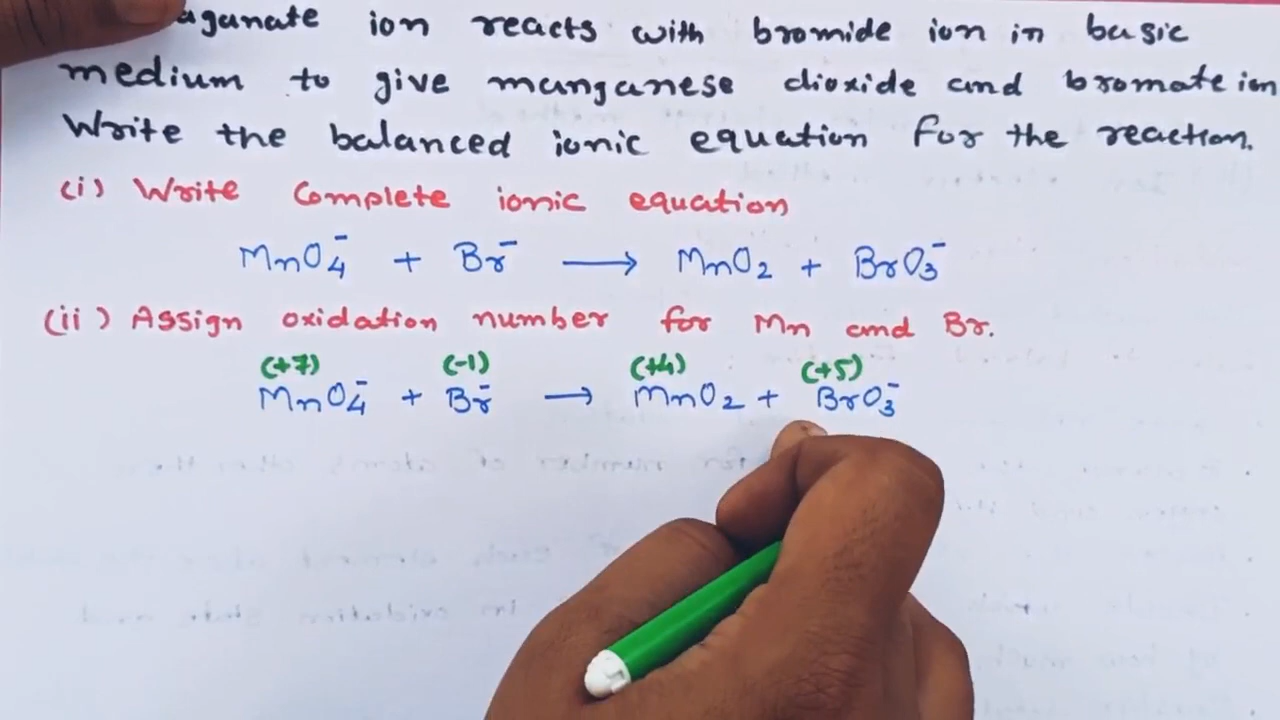 aganate ion reacts with bromide ion in basic
medium to give manganese dioxide and bromate ion
Write the balanced ionic equation for the reaction.
(i) Write Complete ionic equation
MnO₄⁻ + Br⁻ ⟶ MnO₂ + BrO₃⁻
(ii) Assign oxidation number for Mn and Br.
(+7) (-1) (+4) (+5)
MnO₄⁻ + Br⁻ ⟶ MnO₂ + BrO₃⁻